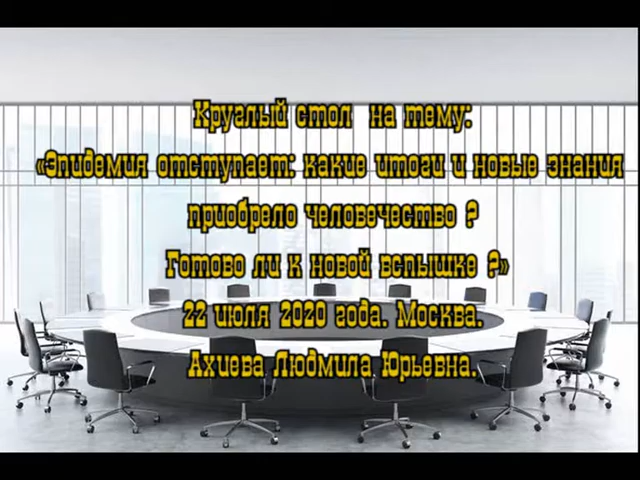 Круглый стол на тему:
«Эпидемия отступает: какие итоги и новые знания
приобрело человечество ?
Готово ли к новой вспышке ?»
22 июля 2020 года. Москва.
Ахиева Людмила Юрьевна.